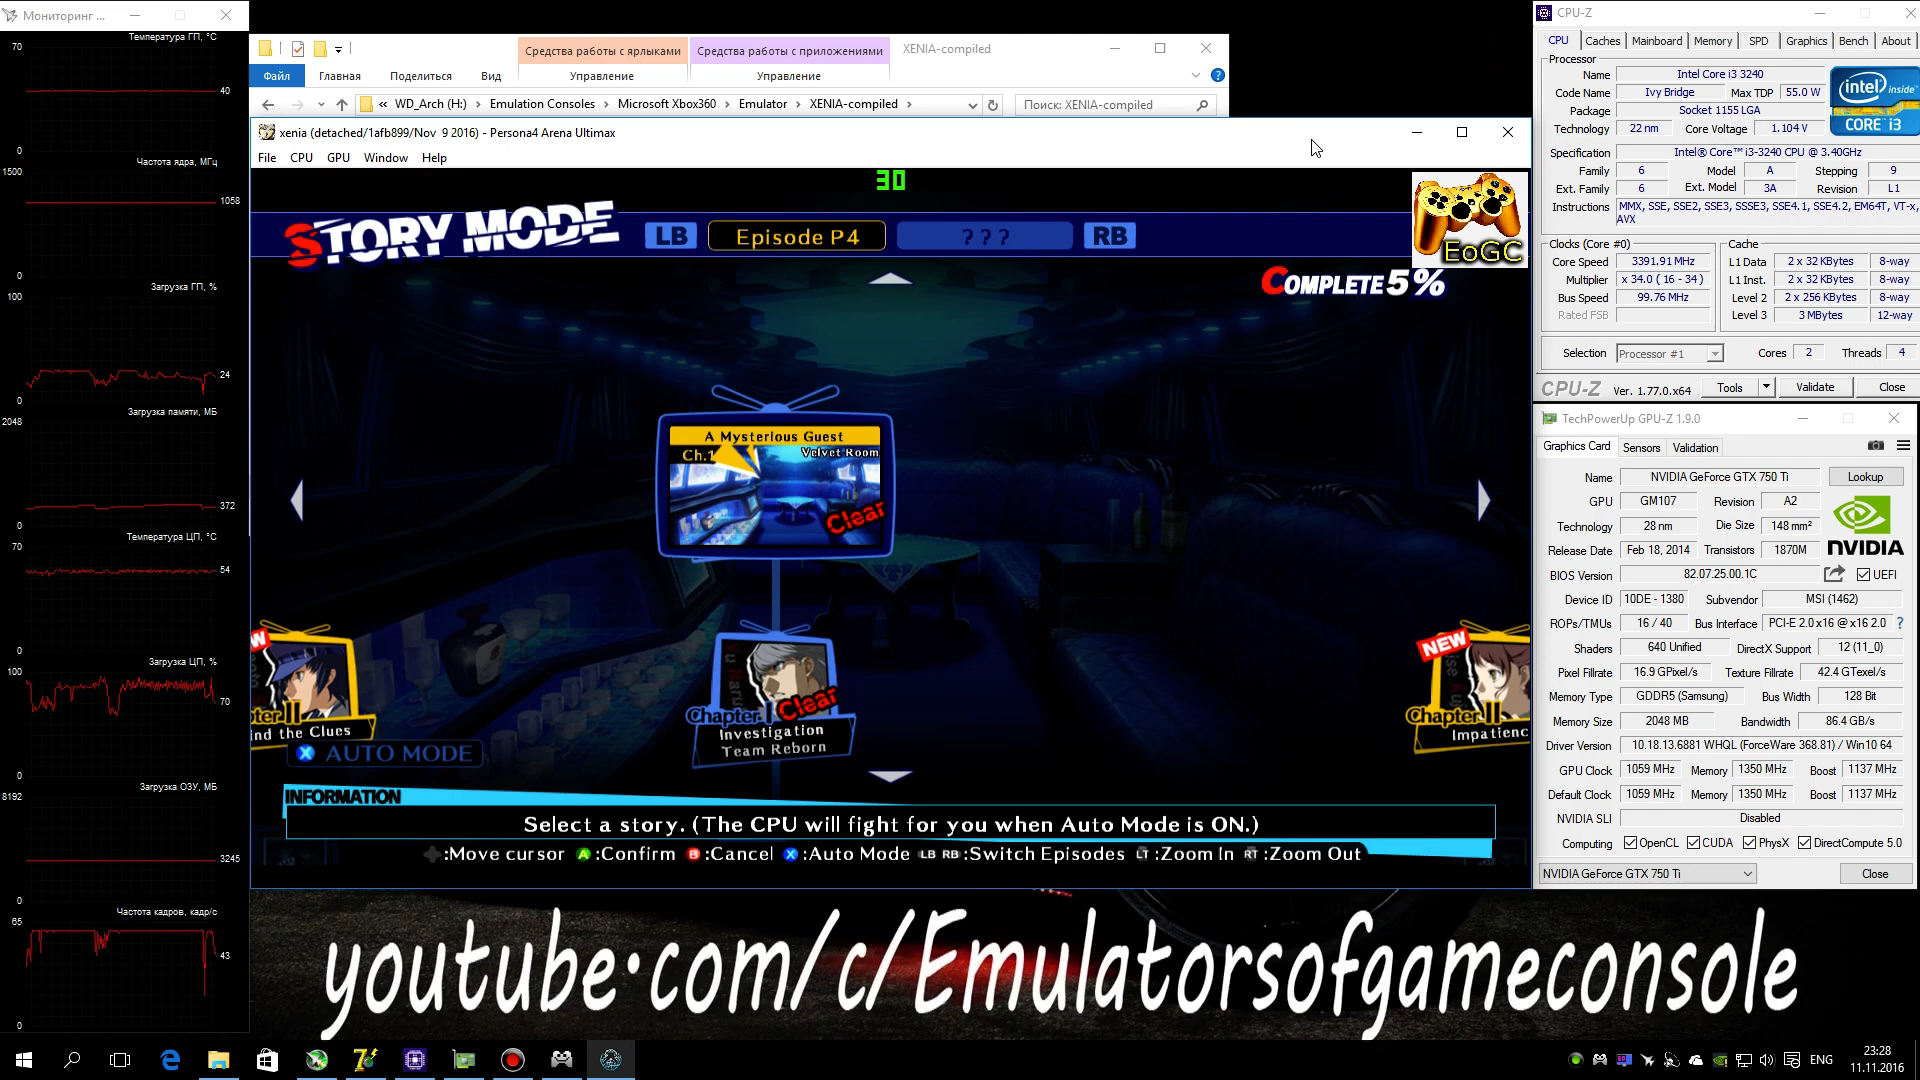 Мониторинг ...
Температура ГП, °C
70
40
0
Частота ядра, МГц
1500
1058
0
Загрузка ГП, %
100
24
0
Загрузка памяти, МБ
2048
372
0
Температура ЦП, °C
70
54
0
Загрузка ЦП, %
100
70
0
Загрузка ОЗУ, МБ
8192
3245
0
Частота кадров, кадр/с
65
43
0
Средства работы с ярлыками
Средства работы с приложениями
XENIA-compiled
Файл
Главная
Поделиться
Вид
Управление
Управление
« WD_Arch (H:) › Emulation Consoles › Microsoft Xbox360 › Emulator › XENIA-compiled ›
Поиск: XENIA-compiled
xenia (detached/1afb899/Nov 9 2016) - Persona4 Arena Ultimax
File CPU GPU Window Help
30
STORY MODE
LB
Episode P4
? ? ?
RB
EoGC
COMPLETE 5%
A Mysterious Guest
Ch.1
Velvet Room
Clear
Chapter I
Clear
Investigation
Team Reborn
ter II
nd the Clues
NEW
Chapter II
Impatienc
X AUTO MODE
INFORMATION
Select a story. (The CPU will fight for you when Auto Mode is ON.)
:Move cursor A:Confirm B:Cancel X:Auto Mode LB RB:Switch Episodes LT:Zoom In RT:Zoom Out
youtube.com/c/Emulatorsofgameconsole
CPU-Z
CPU Caches Mainboard Memory SPD Graphics Bench About
Processor
Name Intel Core i3 3240
Code Name Ivy Bridge Max TDP 55.0 W
Package Socket 1155 LGA
Technology 22 nm Core Voltage 1.104 V
intel inside™
CORE i3
Specification Intel® Core™ i3-3240 CPU @ 3.40GHz
Family 6 Model A Stepping 9
Ext. Family 6 Ext. Model 3A Revision L1
Instructions MMX, SSE, SSE2, SSE3, SSSE3, SSE4.1, SSE4.2, EM64T, VT-x,
AVX
Clocks (Core #0)
Core Speed 3391.91 MHz
Multiplier x 34.0 ( 16 - 34 )
Bus Speed 99.76 MHz
Rated FSB
Cache
L1 Data 2 x 32 KBytes 8-way
L1 Inst. 2 x 32 KBytes 8-way
Level 2 2 x 256 KBytes 8-way
Level 3 3 MBytes 12-way
Selection Processor #1 Cores 2 Threads 4
CPU-Z Ver. 1.77.0.x64 Tools Validate Close
TechPowerUp GPU-Z 1.9.0
Graphics Card Sensors Validation
Name NVIDIA GeForce GTX 750 Ti Lookup
GPU GM107 Revision A2
Technology 28 nm Die Size 148 mm²
Release Date Feb 18, 2014 Transistors 1870M
NVIDIA
BIOS Version 82.07.25.00.1C UEFI
Device ID 10DE - 1380 Subvendor MSI (1462)
ROPs/TMUs 16 / 40 Bus Interface PCI-E 2.0 x16 @ x16 2.0 ?
Shaders 640 Unified DirectX Support 12 (11_0)
Pixel Fillrate 16.9 GPixel/s Texture Fillrate 42.4 GTexel/s
Memory Type GDDR5 (Samsung) Bus Width 128 Bit
Memory Size 2048 MB Bandwidth 86.4 GB/s
Driver Version 10.18.13.6881 WHQL (ForceWare 368.81) / Win10 64
GPU Clock 1059 MHz Memory 1350 MHz Boost 1137 MHz
Default Clock 1059 MHz Memory 1350 MHz Boost 1137 MHz
NVIDIA SLI Disabled
Computing OpenCL CUDA PhysX DirectCompute 5.0
NVIDIA GeForce GTX 750 Ti Close
ENG
23:28
11.11.2016